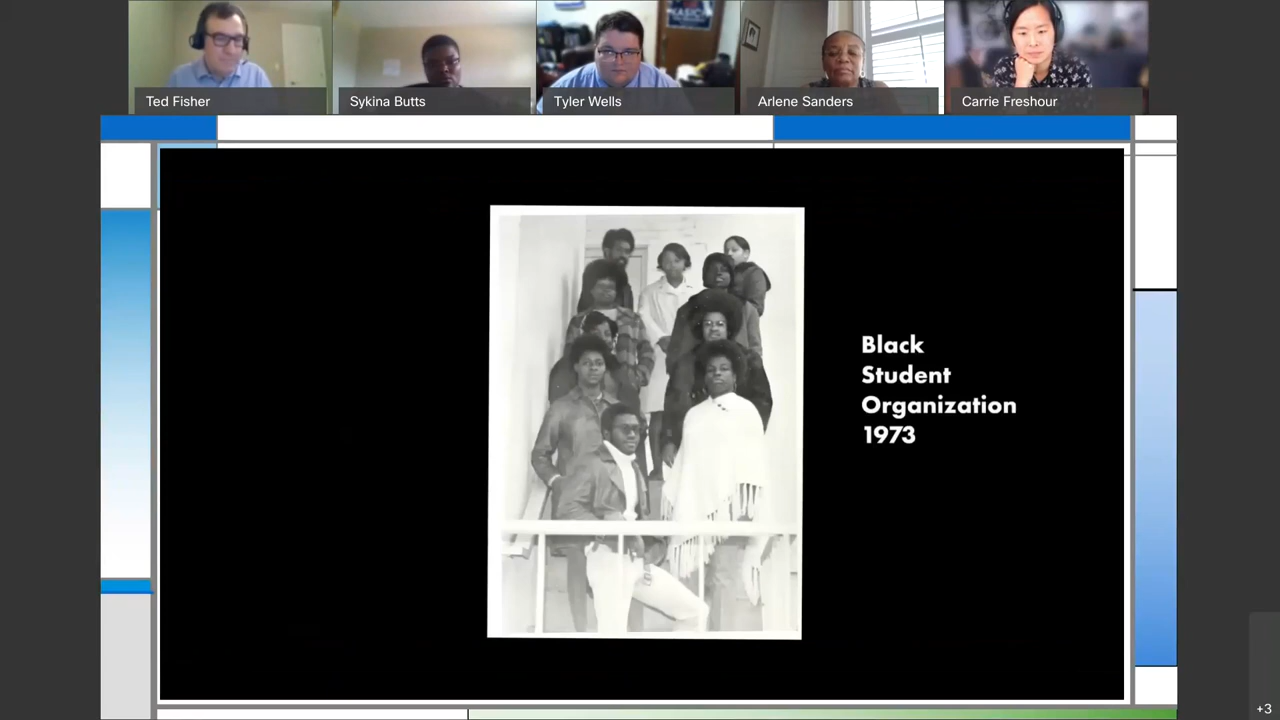 Ted Fisher
Sykina Butts
Tyler Wells
Arlene Sanders
Carrie Freshour
Black
Student
Organization
1973
+3